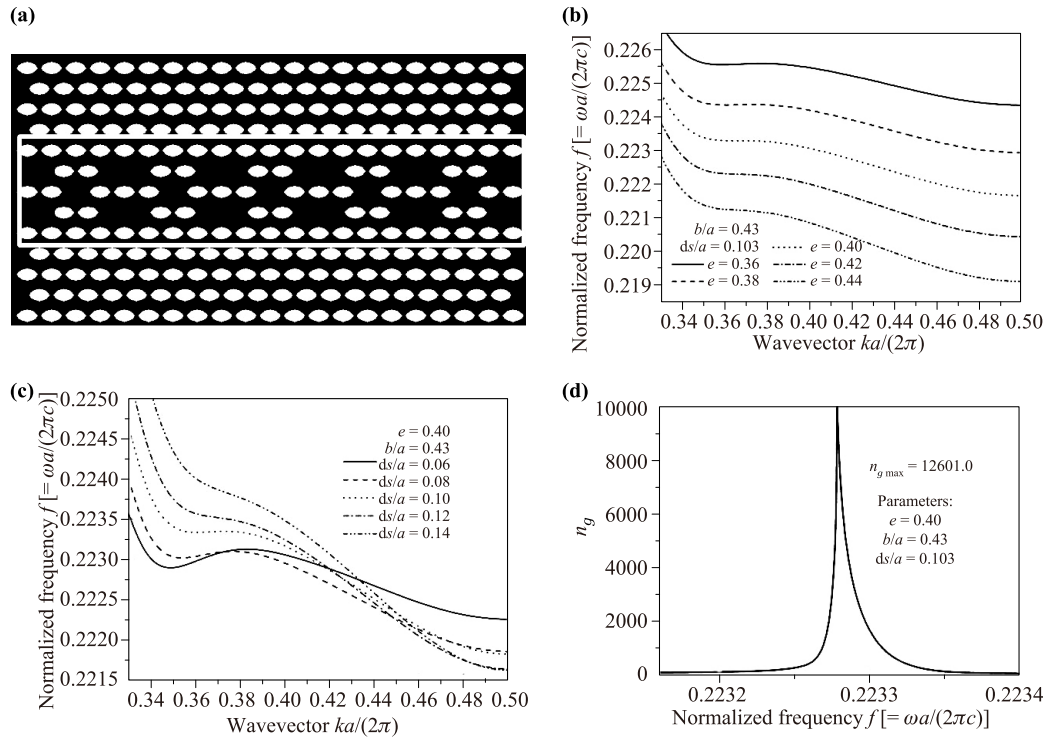 (a)
(b)
Normalized frequency f [= ωa/(2πc)]
0.226
0.225
0.224
0.223
0.222
0.221
0.220
0.219
b/a = 0.43
ds/a = 0.103
e = 0.40
e = 0.36
e = 0.42
e = 0.38
e = 0.44
0.34 0.36 0.38 0.40 0.42 0.44 0.46 0.48 0.50
Wavevector ka/(2π)
(c)
Normalized frequency f [= ωa/(2πc)]
0.2250
0.2245
0.2240
0.2235
0.2230
0.2225
0.2220
0.2215
e = 0.40
b/a = 0.43
ds/a = 0.06
ds/a = 0.08
ds/a = 0.10
ds/a = 0.12
ds/a = 0.14
0.34 0.36 0.38 0.40 0.42 0.44 0.46 0.48 0.50
Wavevector ka/(2π)
(d)
n_g
10000
8000
6000
4000
2000
0
n_g max = 12601.0
Parameters:
e = 0.40
b/a = 0.43
ds/a = 0.103
0.2232 0.2233 0.2234
Normalized frequency f [= ωa/(2πc)]